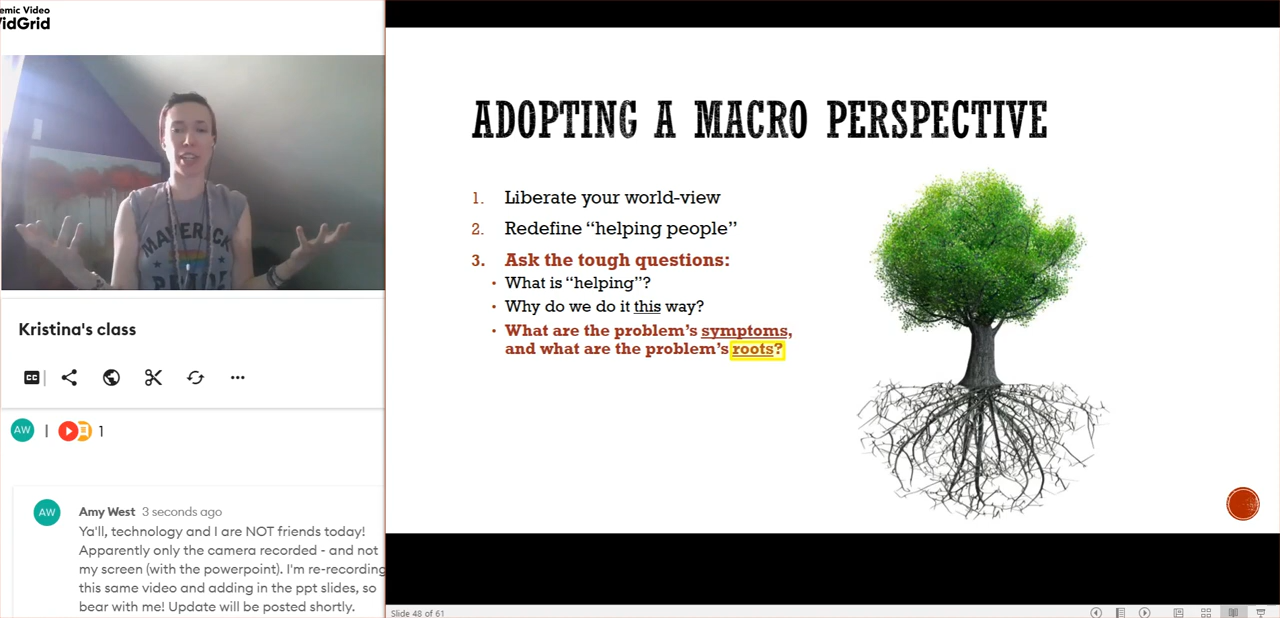 emic Video
VidGrid
MAVERICK
Kristina's class
CC
AW
1
AW
Amy West 3 seconds ago
Ya'll, technology and I are NOT friends today!
Apparently only the camera recorded - and not
my screen (with the powerpoint). I'm re-recording
this same video and adding in the ppt slides, so
bear with me! Update will be posted shortly.
ADOPTING A MACRO PERSPECTIVE
1. Liberate your world-view
2. Redefine “helping people”
3. Ask the tough questions:
• What is “helping”?
• Why do we do it this way?
• What are the problem’s symptoms,
and what are the problem’s roots?
Slide 48 of 61